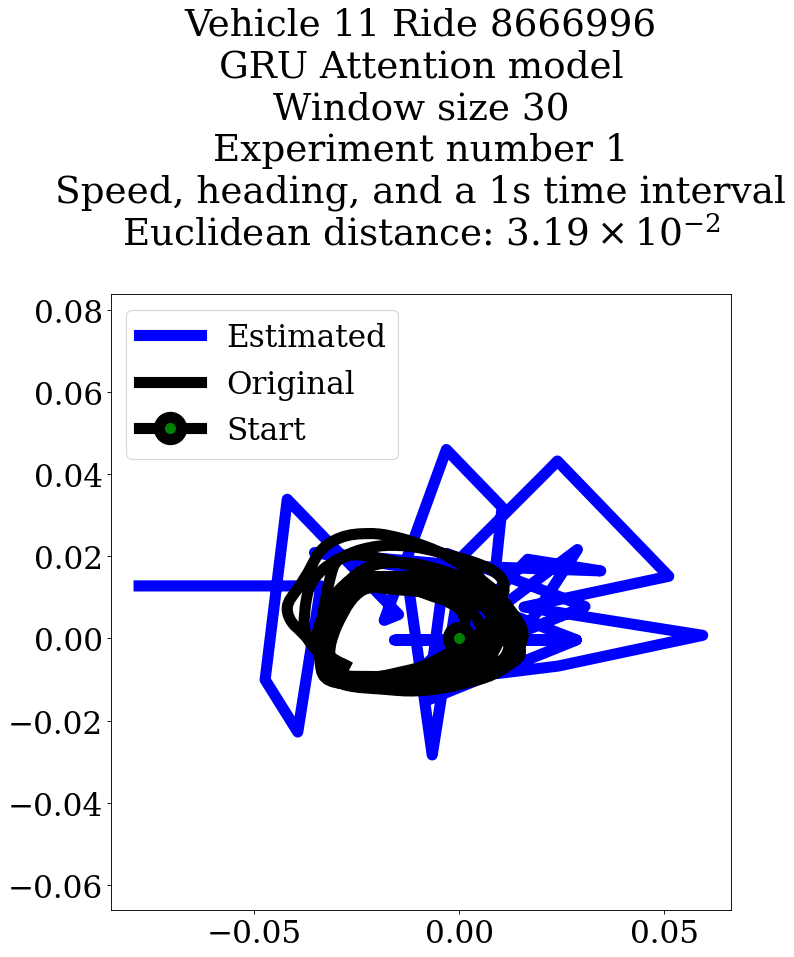 Vehicle 11 Ride 8666996
GRU Attention model
Window size 30
Experiment number 1
Speed, heading, and a 1s time interval
Euclidean distance: 3.19 × 10⁻²
0.08
0.06
0.04
0.02
0.00
−0.02
−0.04
−0.06
Estimated
Original
Start
−0.05
0.00
0.05